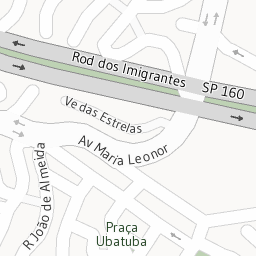 Rod dos Imigrantes SP 160
Ve das Estrelas
Av Maria Leonor
R João de Almeida
Praça
Ubatuba